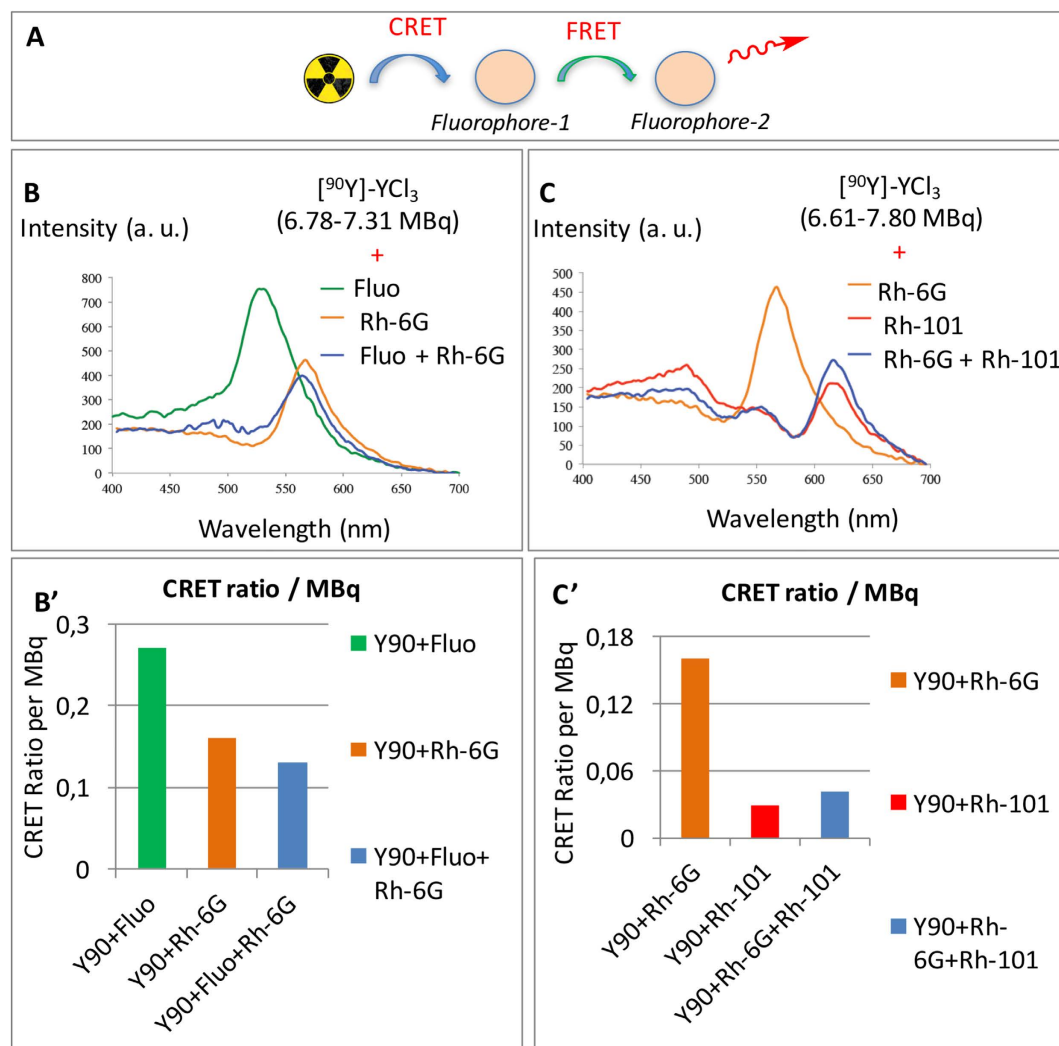 A
CRET
FRET
Fluorophore-1
Fluorophore-2
B
[⁹⁰Y]-YCl₃
(6.78-7.31 MBq)
+
Intensity (a. u.)
800
700
600
500
400
300
200
100
0
400
500
550
600
700
Fluo
Rh-6G
Fluo + Rh-6G
Wavelength (nm)
C
[⁹⁰Y]-YCl₃
(6.61-7.80 MBq)
+
Intensity (a. u.)
500
450
400
350
300
250
200
150
100
50
0
400
450
500
550
600
700
Rh-6G
Rh-101
Rh-6G + Rh-101
Wavelength (nm)
B’
CRET ratio / MBq
CRET Ratio per MBq
0,3
0,2
0,1
0
Y90+Fluo
Y90+Rh-6G
Y90+Fluo+Rh-6G
Y90+Fluo
Y90+Rh-6G
Y90+Fluo+
Rh-6G
C’
CRET ratio / MBq
CRET Ratio per MBq
0,18
0,12
0,06
0
Y90+Rh-6G
Y90+Rh-101
Y90+Rh-6G+Rh-101
Y90+Rh-6G
Y90+Rh-101
Y90+Rh-
6G+Rh-101